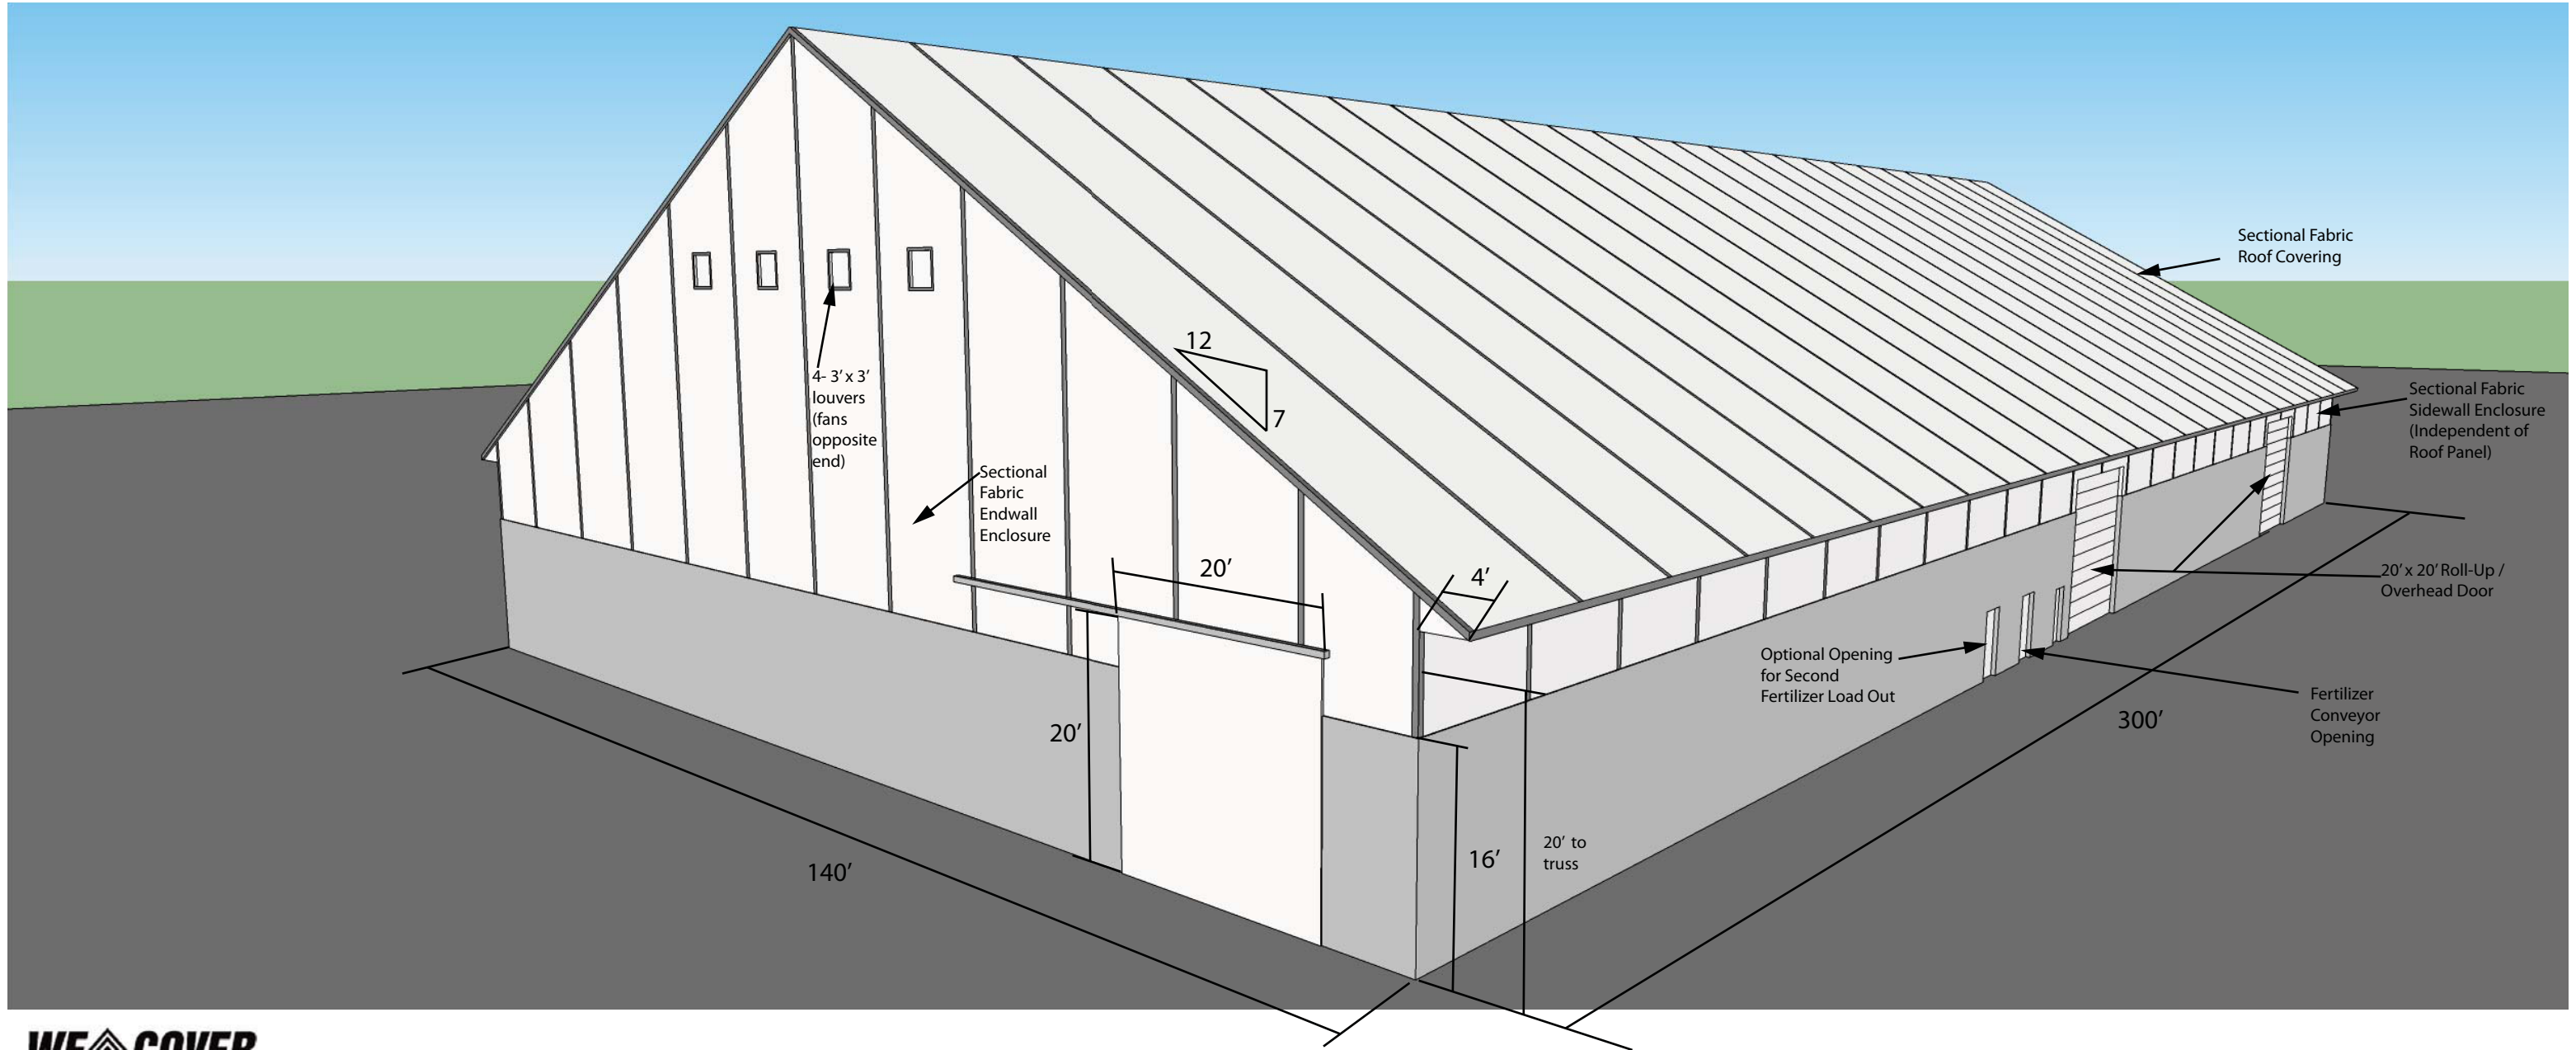 Sectional Fabric
Roof Covering
12
7
4- 3' x 3'
louvers
(fans
opposite
end)
Sectional
Fabric
Endwall
Enclosure
Sectional Fabric
Sidewall Enclosure
(Independent of
Roof Panel)
20'
4'
20' x 20' Roll-Up /
Overhead Door
Optional Opening
for Second
Fertilizer Load Out
Fertilizer
Conveyor
Opening
20'
300'
140'
16'
20' to
truss
WE COVER